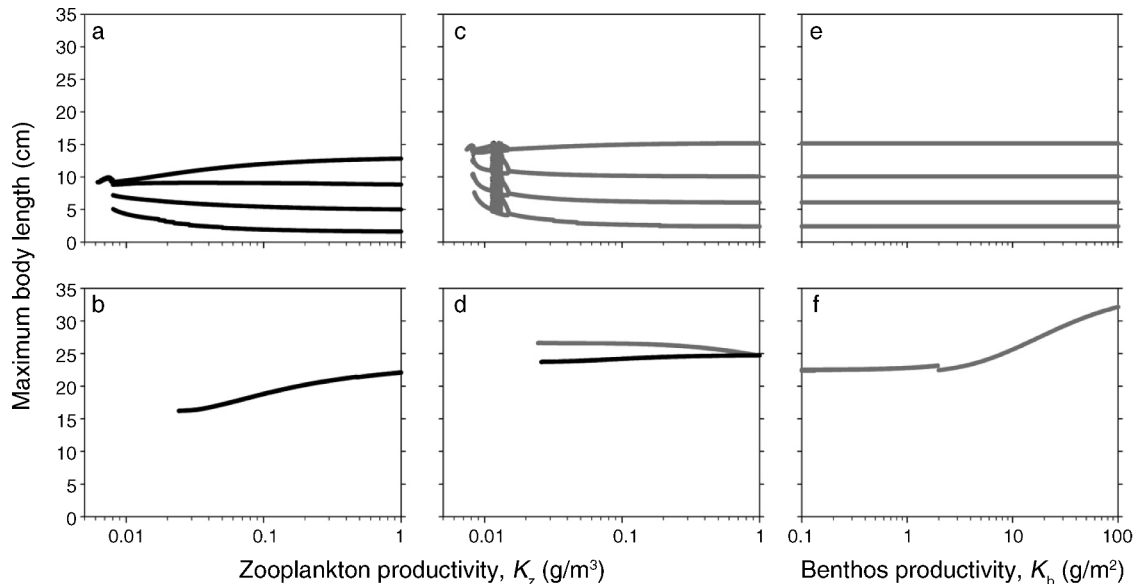 a
c
e
b
d
f
Maximum body length (cm)
35
30
25
20
15
10
5
0
35
30
25
20
15
10
5
0
0.01 0.1 1
0.01 0.1 1
0.1 1 10 100
Zooplankton productivity, Kz (g/m³)
Benthos productivity, Kb (g/m²)